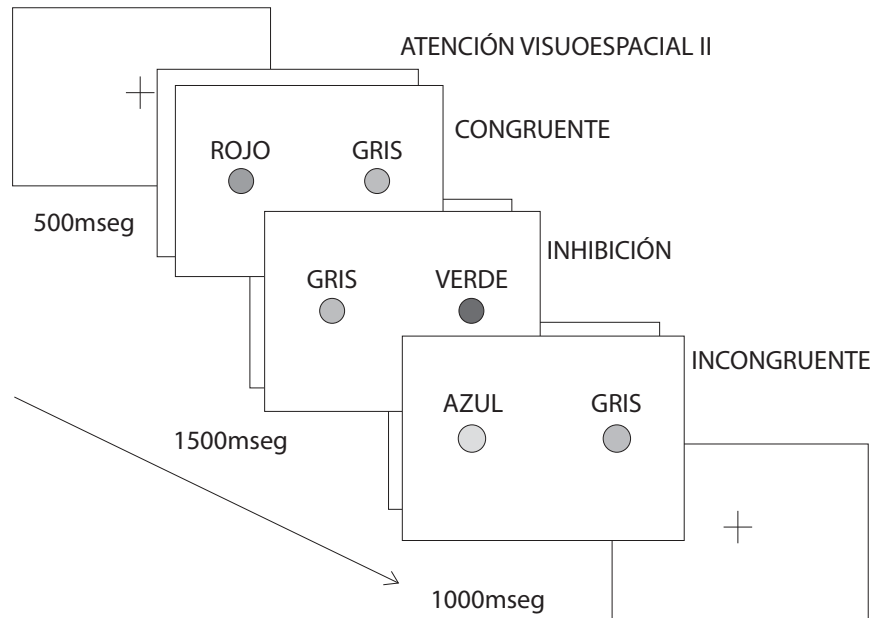 ATENCIÓN VISUOESPACIAL II
CONGRUENTE
ROJO GRIS
500mseg
INHIBICIÓN
GRIS VERDE
INCONGRUENTE
AZUL GRIS
1500mseg
1000mseg